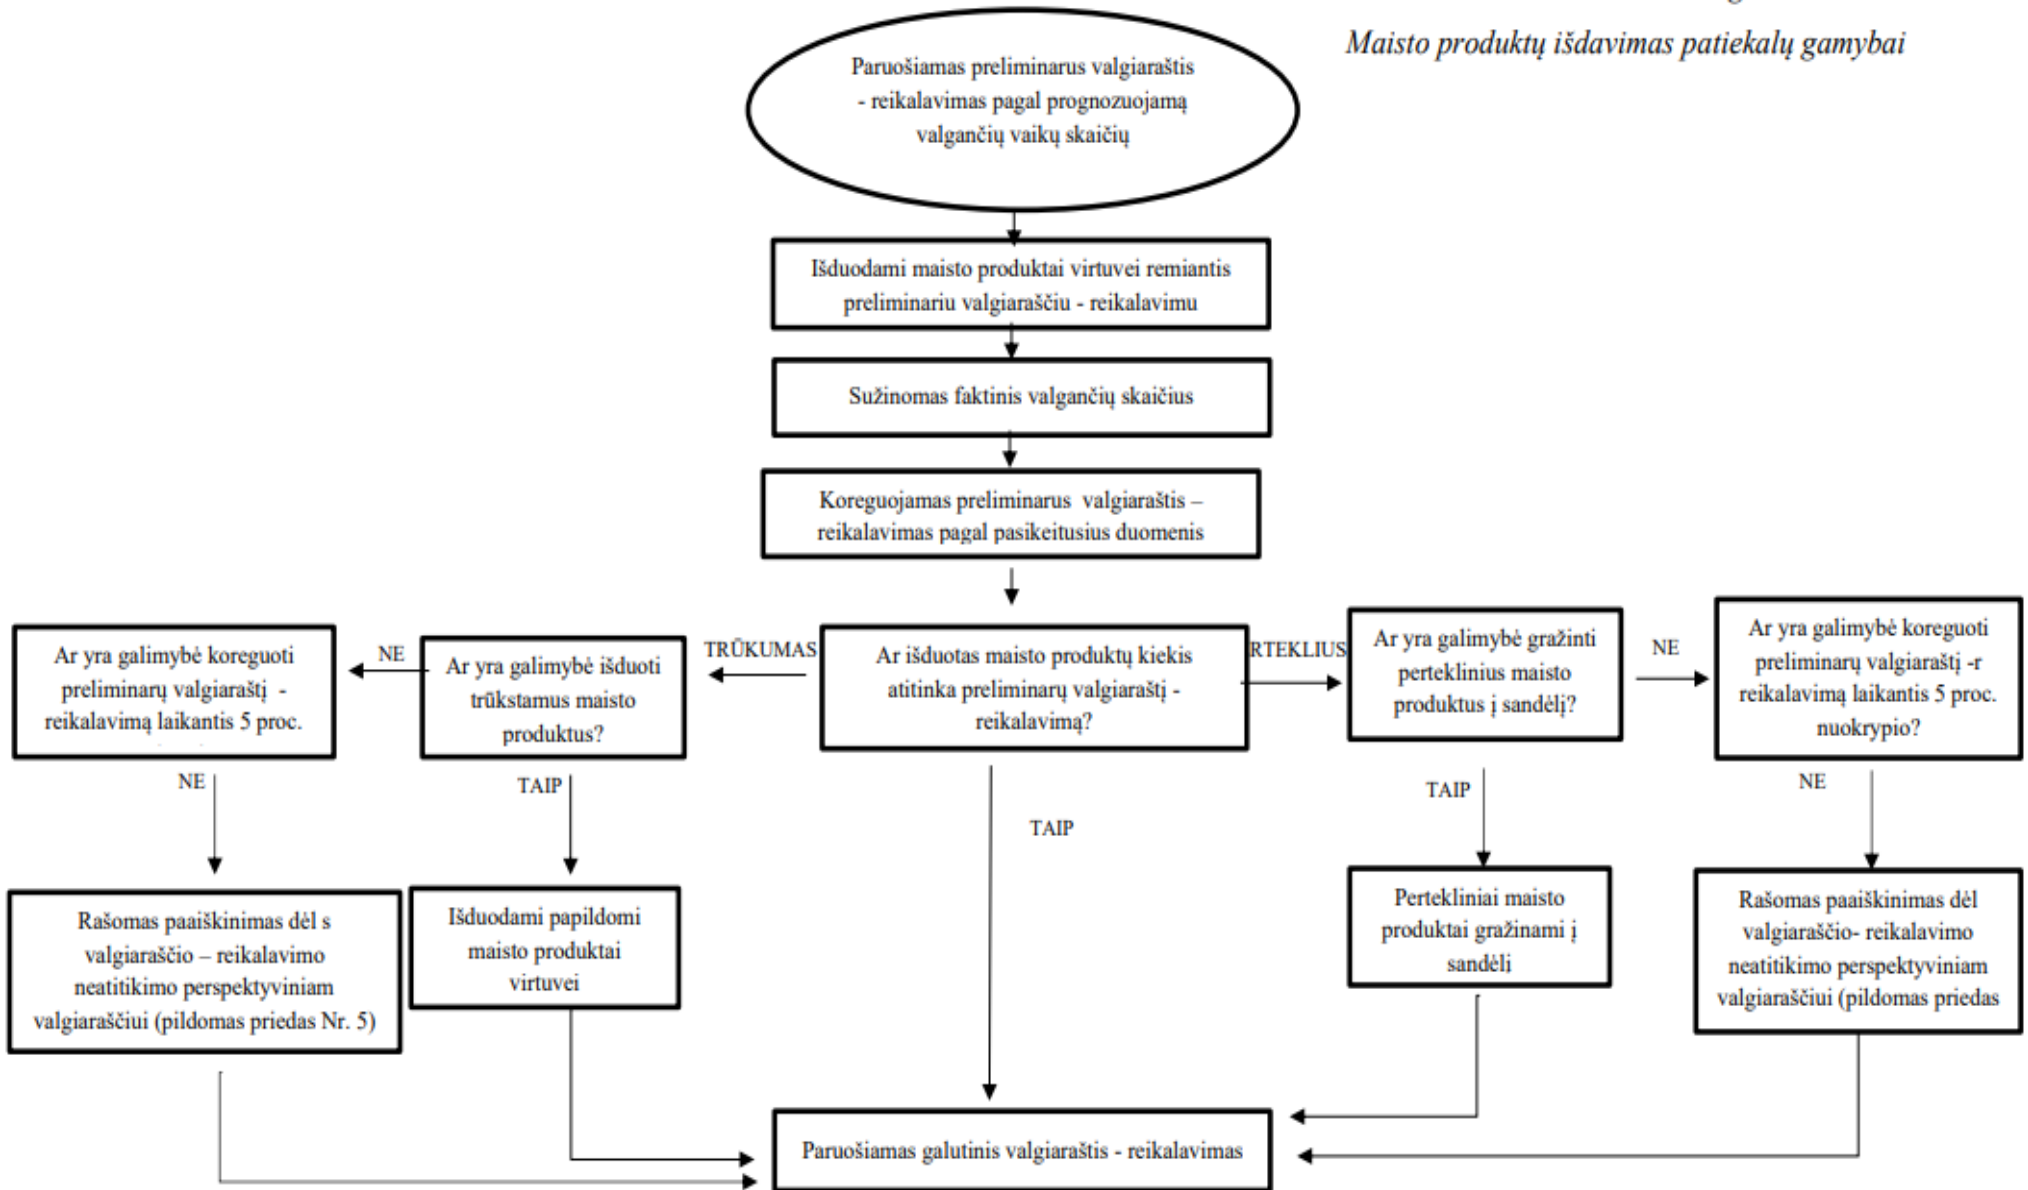 Maisto produktų išdavimas patiekalų gamybai
Paruošiamas preliminarus valgiaraštis
- reikalavimas pagal prognozuojamą
valgančių vaikų skaičių
Išduodami maisto produktai virtuvei remiantis
preliminariu valgiaraščiu - reikalavimu
Sužinomas faktinis valgančių skaičius
Koreguojamas preliminarus valgiaraštis –
reikalavimas pagal pasikeitusius duomenis
Ar yra galimybė koreguoti
preliminarų valgiaraštį -
reikalavimą laikantis 5 proc.
NE
Ar yra galimybė išduoti
trūkstamus maisto
produktus?
TRŪKUMAS
Ar išduotas maisto produktų kiekis
atitinka preliminarų valgiaraštį -
reikalavimą?
RTEKLIUS
Ar yra galimybė gražinti
perteklinius maisto
produktus į sandėlį?
NE
Ar yra galimybė koreguoti
preliminarų valgiaraštį -r
reikalavimą laikantis 5 proc.
nuokrypio?
NE
TAIP
TAIP
TAIP
NE
Rašomas paaiškinimas dėl s
valgiaraščio – reikalavimo
neatitikimo perspektyviniam
valgiaraščiui (pildomas priedas Nr. 5)
Išduodami papildomi
maisto produktai
virtuvei
Pertekliniai maisto
produktai gražinami į
sandėlį
Rašomas paaiškinimas dėl
valgiaraščio- reikalavimo
neatitikimo perspektyviniam
valgiaraščiui (pildomas priedas
Paruošiamas galutinis valgiaraštis - reikalavimas